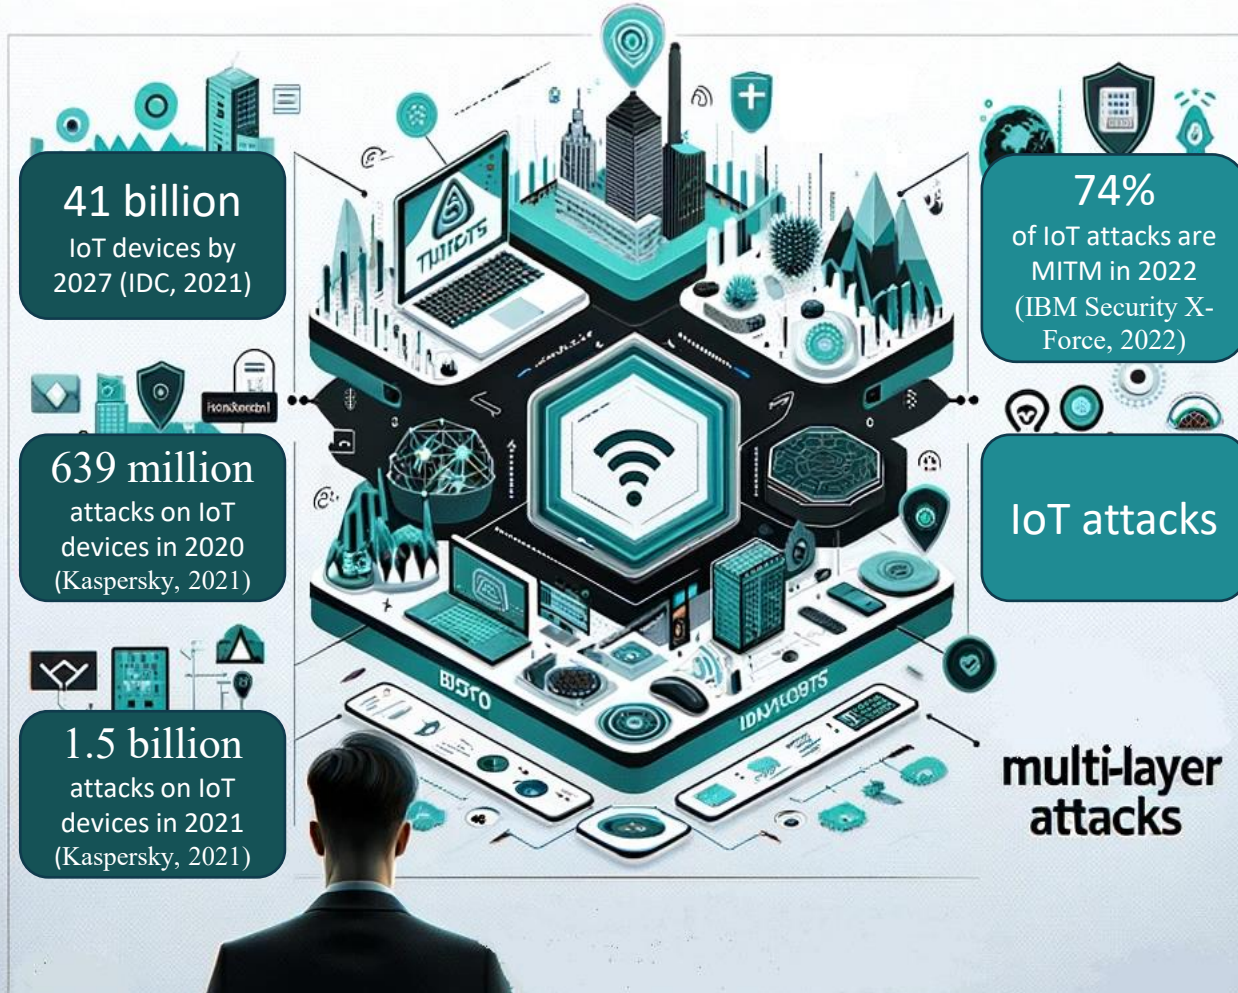 41 billion
IoT devices by
2027 (IDC, 2021)
639 million
attacks on IoT
devices in 2020
(Kaspersky, 2021)
1.5 billion
attacks on IoT
devices in 2021
(Kaspersky, 2021)
74%
of IoT attacks are
MITM in 2022
(IBM Security X-
Force, 2022)
IoT attacks
multi-layer
attacks